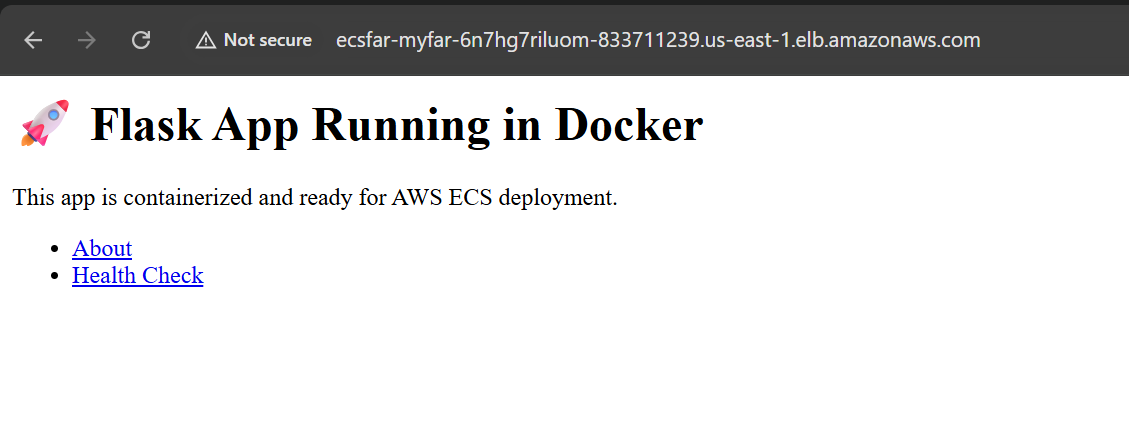 Not secure ecsfar-myfar-6n7hg7riluom-833711239.us-east-1.elb.amazonaws.com
🚀 Flask App Running in Docker
This app is containerized and ready for AWS ECS deployment.
• About
• Health Check